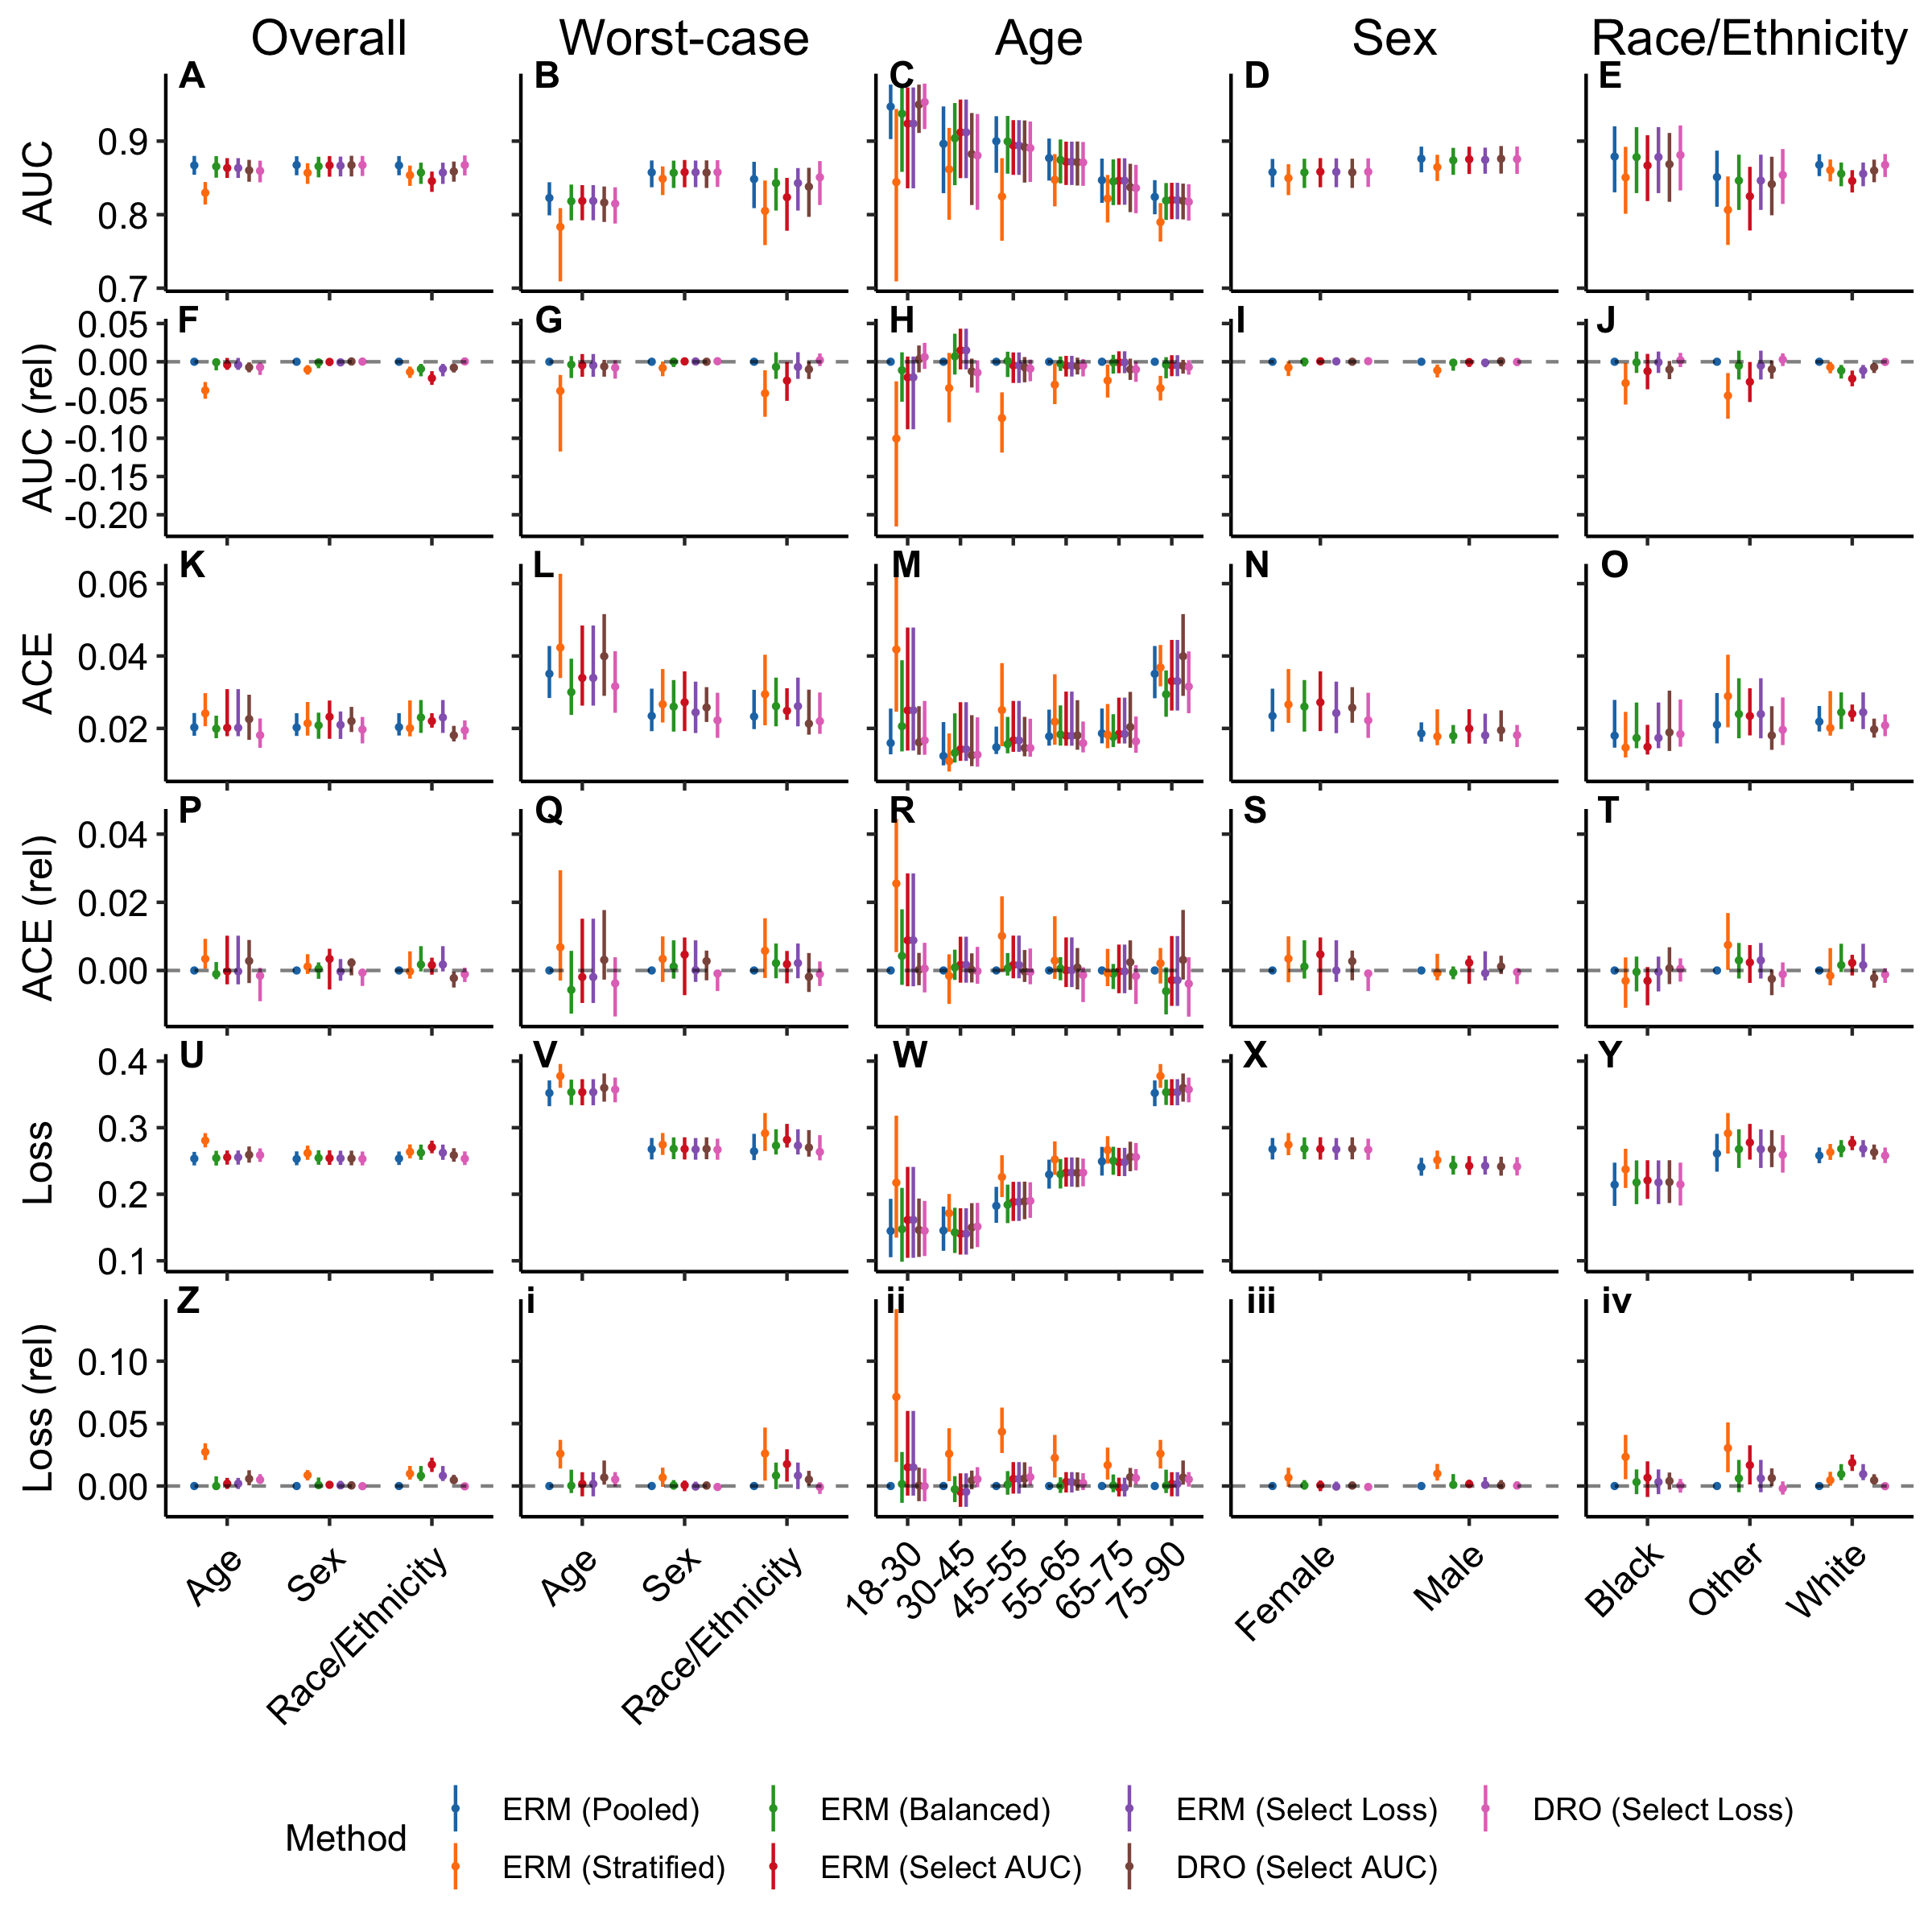 Overall Worst-case Age Sex Race/Ethnicity
A B C D E
AUC
0.9
0.8
0.7
F G H I J
AUC (rel)
0.05
0.00
-0.05
-0.10
-0.15
-0.20
K L M N O
ACE
0.06
0.04
0.02
P Q R S T
ACE (rel)
0.04
0.02
0.00
U V W X Y
Loss
0.4
0.3
0.2
0.1
Z i ii iii iv
Loss (rel)
0.10
0.05
0.00
Age Sex Race/Ethnicity Age Sex Race/Ethnicity 18-30 30-45 45-55 55-65 65-75 75-90 Female Male Black Other White
Method
ERM (Pooled) ERM (Balanced) ERM (Select Loss) DRO (Select Loss)
ERM (Stratified) ERM (Select AUC) DRO (Select AUC)